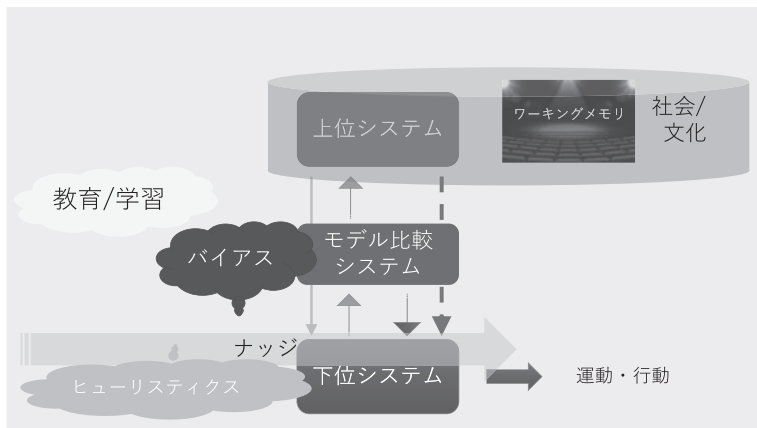 上位システム
ワーキングメモリ
社会/
文化
教育/学習
モデル比較
システム
バイアス
ナッジ
下位システム
ヒューリスティクス
運動・行動